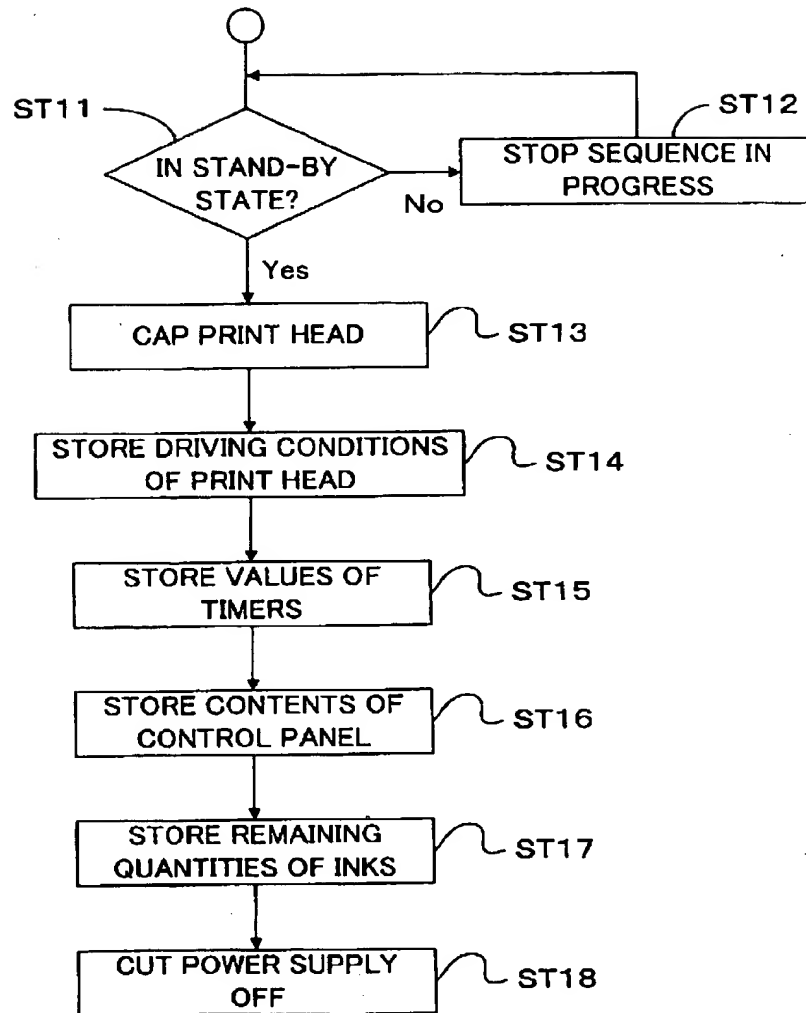 ST11
ST12
IN STAND-BY
STATE?
STOP SEQUENCE IN
PROGRESS
No
Yes
CAP PRINT HEAD
ST13
STORE DRIVING CONDITIONS
OF PRINT HEAD
ST14
STORE VALUES OF
TIMERS
ST15
STORE CONTENTS OF
CONTROL PANEL
ST16
STORE REMAINING
QUANTITIES OF INKS
ST17
CUT POWER SUPPLY
OFF
ST18